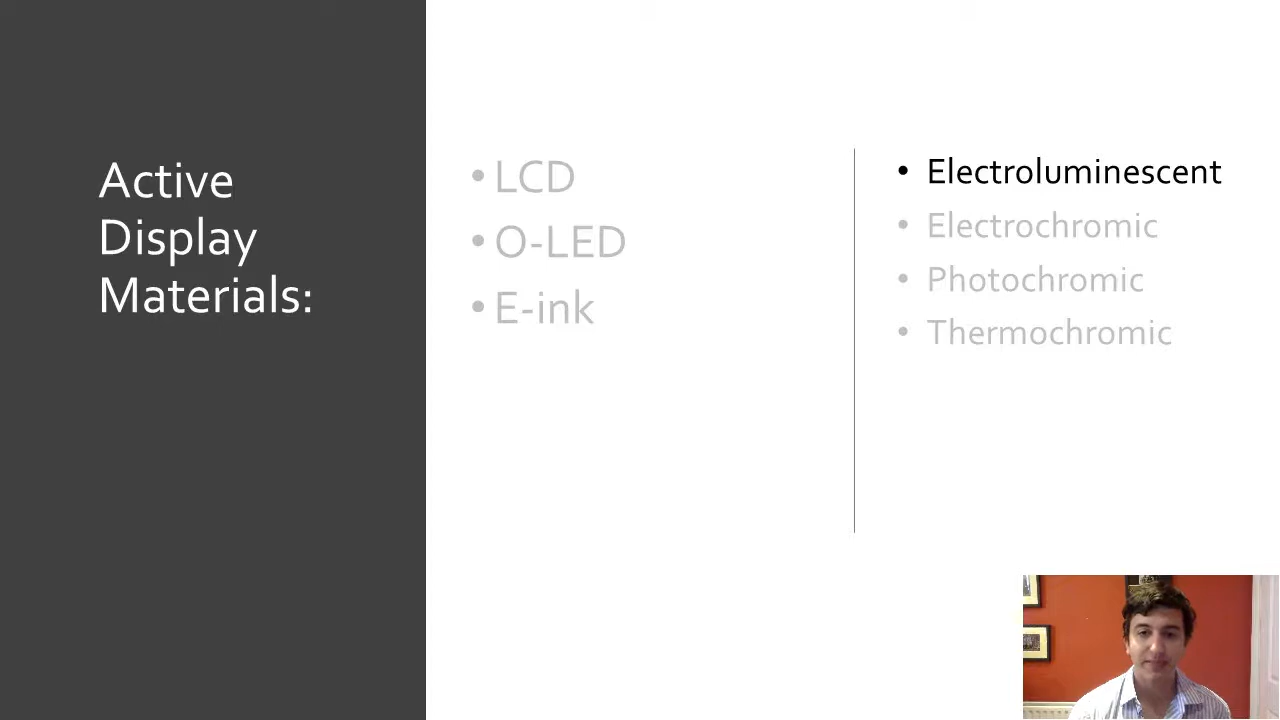 Active
Display
Materials:
• LCD
• O-LED
• E-ink
• Electroluminescent
• Electrochromic
• Photochromic
• Thermochromic